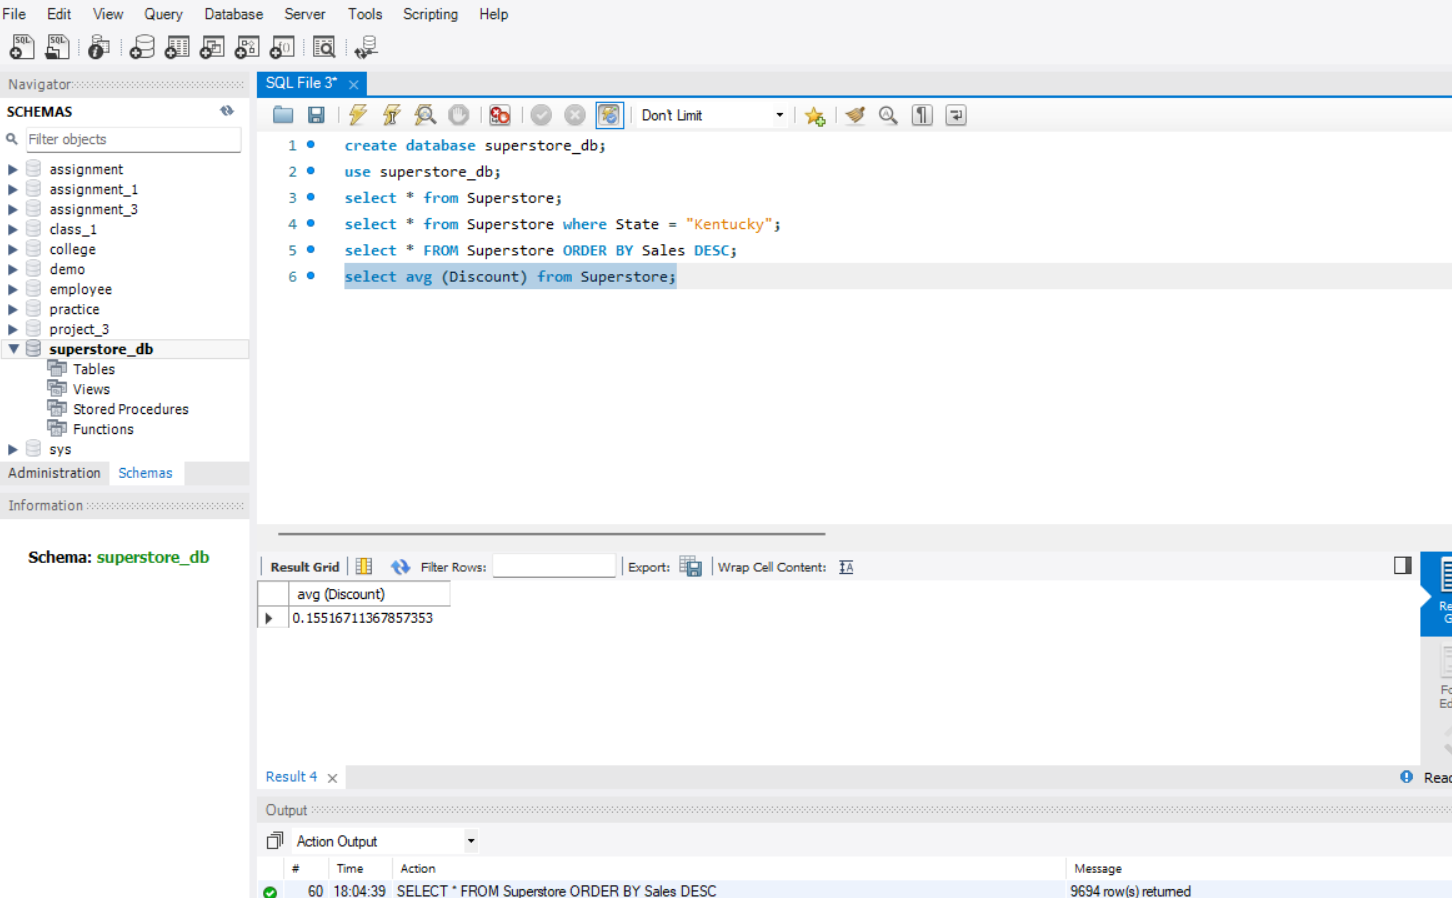 File Edit View Query Database Server Tools Scripting Help
SQL SQL
Navigator
SQL File 3*
SCHEMAS
Don't Limit
Filter objects
assignment
assignment_1
assignment_3
class_1
college
demo
employee
practice
project_3
superstore_db
Tables
Views
Stored Procedures
Functions
sys
Administration Schemas
Information
Schema: superstore_db
1 create database superstore_db;
2 use superstore_db;
3 select * from Superstore;
4 select * from Superstore where State = "Kentucky";
5 select * FROM Superstore ORDER BY Sales DESC;
6 select avg (Discount) from Superstore;
Result Grid Filter Rows: Export: Wrap Cell Content:
avg (Discount)
0.15516711367857353
Result 4
Output
Action Output
# Time Action Message
60 18:04:39 SELECT * FROM Superstore ORDER BY Sales DESC 9694 row(s) returned